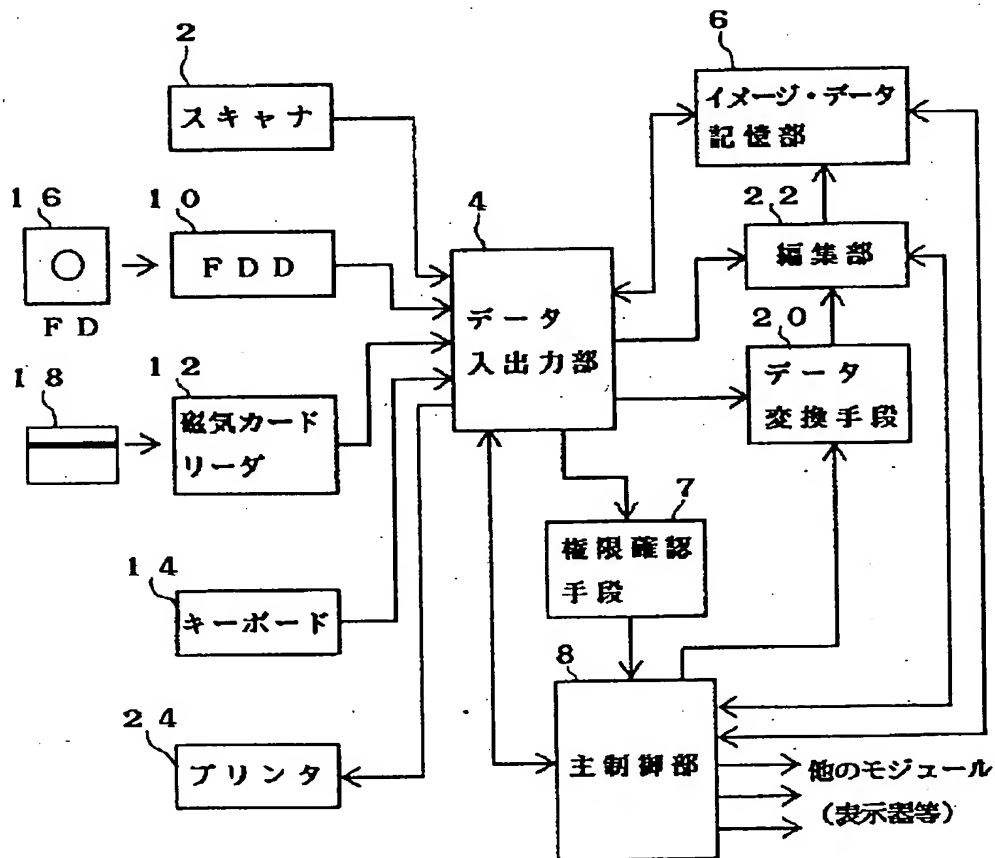 2
スキャナ
6
イメージ・データ
記憶部
16
10
FDD
FD
4
データ
入出力部
22
編集部
20
データ
変換手段
18
12
磁気カード
リーダ
7
権限確認
手段
14
キーボード
8
主制御部
24
プリンタ
他のモジュール
(表示器等)